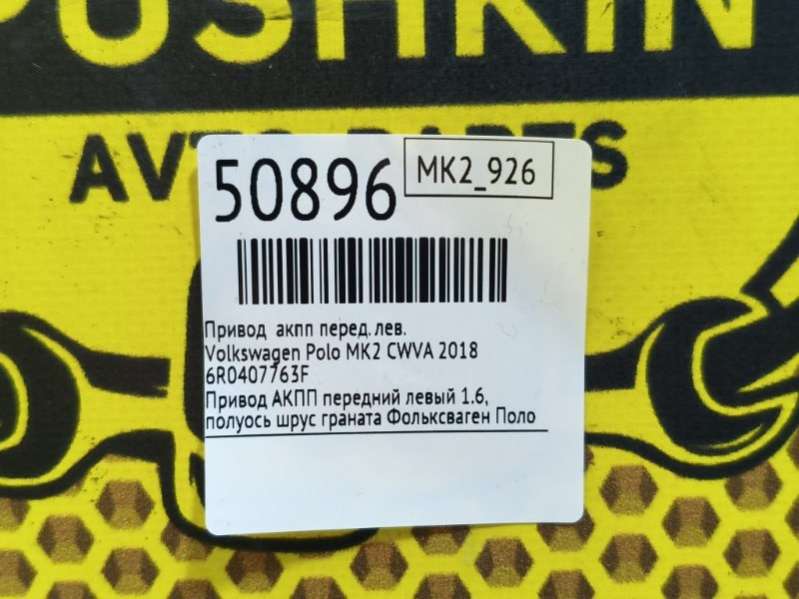 PUSHKIN
AVTO PARTS
50896
MK2_926
Привод акпп перед. лев.
Volkswagen Polo MK2 CWVA 2018
6R0407763F
Привод АКПП передний левый 1.6,
полуось шрус граната Фольксваген Поло